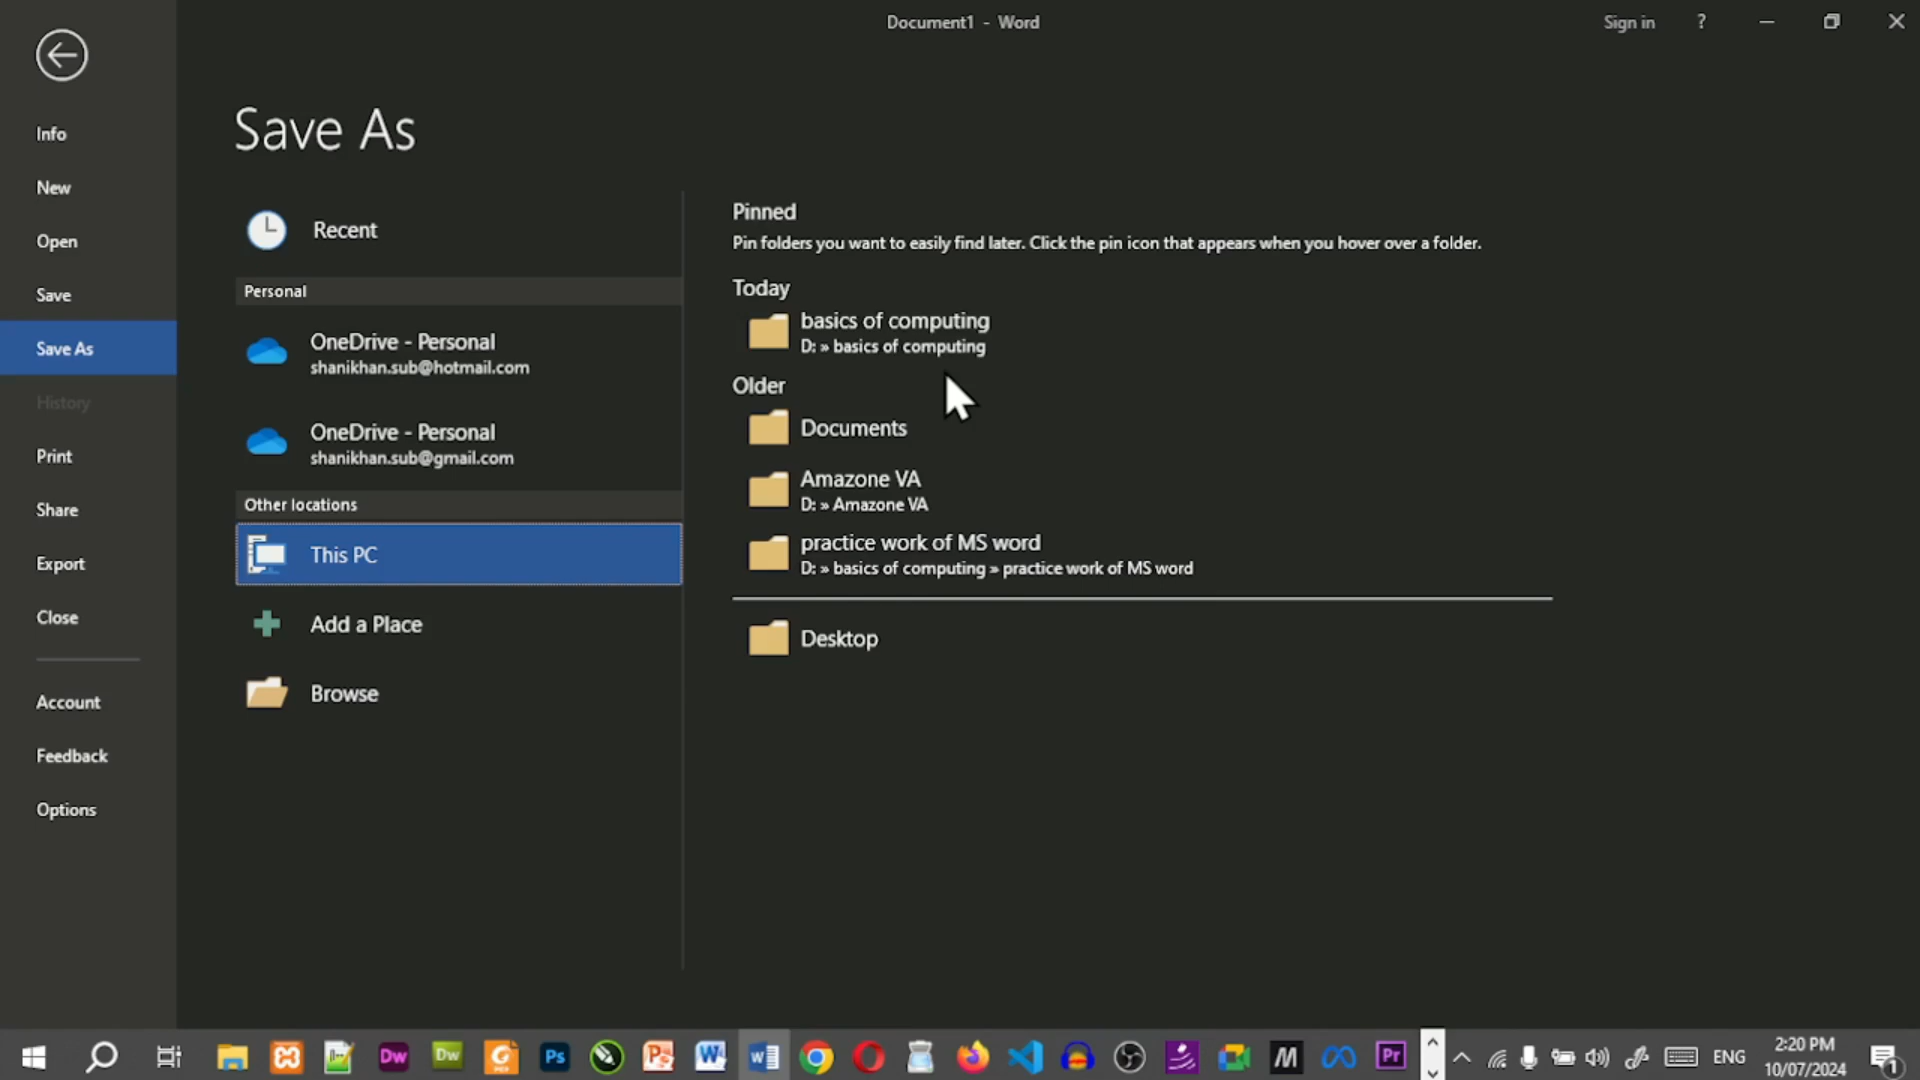 Document1 - Word
Sign in
?
Info
New
Open
Save
Save As
History
Print
Share
Export
Close
Account
Feedback
Options
Save As
Recent
Personal
OneDrive - Personal
shanikhan.sub@hotmail.com
OneDrive - Personal
shanikhan.sub@gmail.com
Other locations
This PC
Add a Place
Browse
Pinned
Pin folders you want to easily find later. Click the pin icon that appears when you hover over a folder.
Today
basics of computing
D: » basics of computing
Older
Documents
Amazone VA
D: » Amazone VA
practice work of MS word
D: » basics of computing » practice work of MS word
Desktop
Dw
Dw
Ps
Pr
ENG
2:20 PM
10/07/2024
1